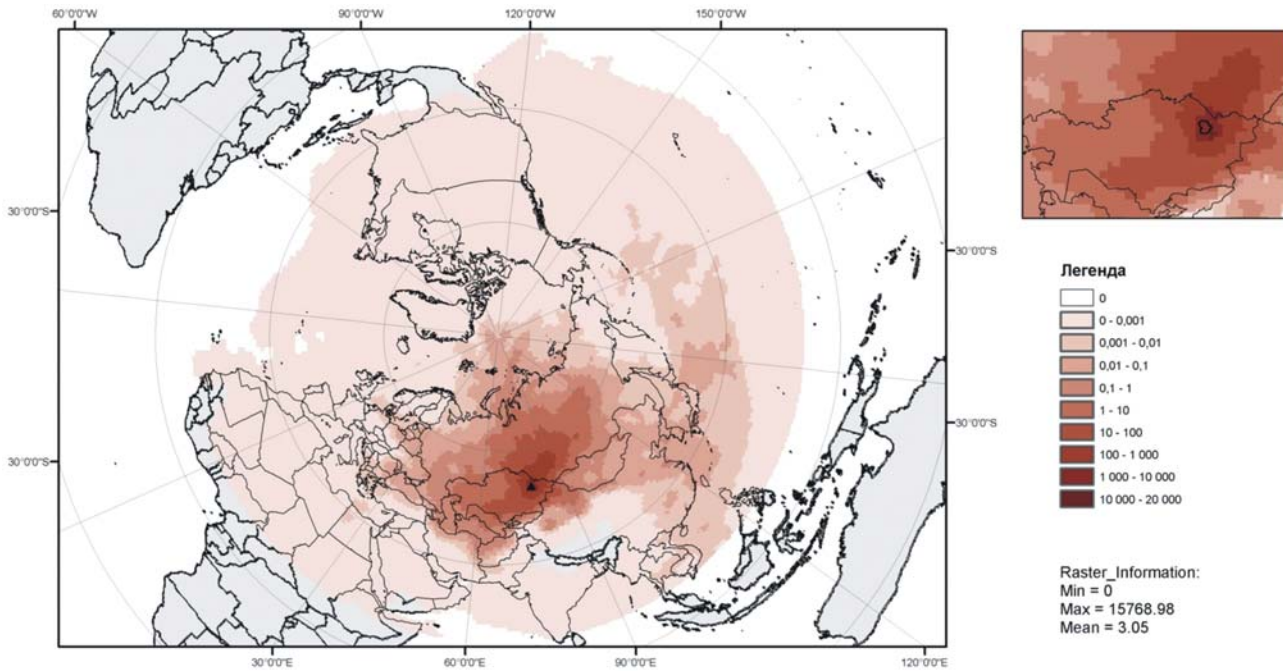 60°0'0"W
90°0'0"W
120°0'0"W
150°0'0"W
30°0'0"S
30°0'0"S
30°0'0"S
30°0'0"S
30°0'0"E
60°0'0"E
90°0'0"E
120°0'0"E
Легенда
0
0 - 0,001
0,001 - 0,01
0,01 - 0,1
0,1 - 1
1 - 10
10 - 100
100 - 1 000
1 000 - 10 000
10 000 - 20 000
Raster_Information:
Min = 0
Max = 15768.98
Mean = 3.05